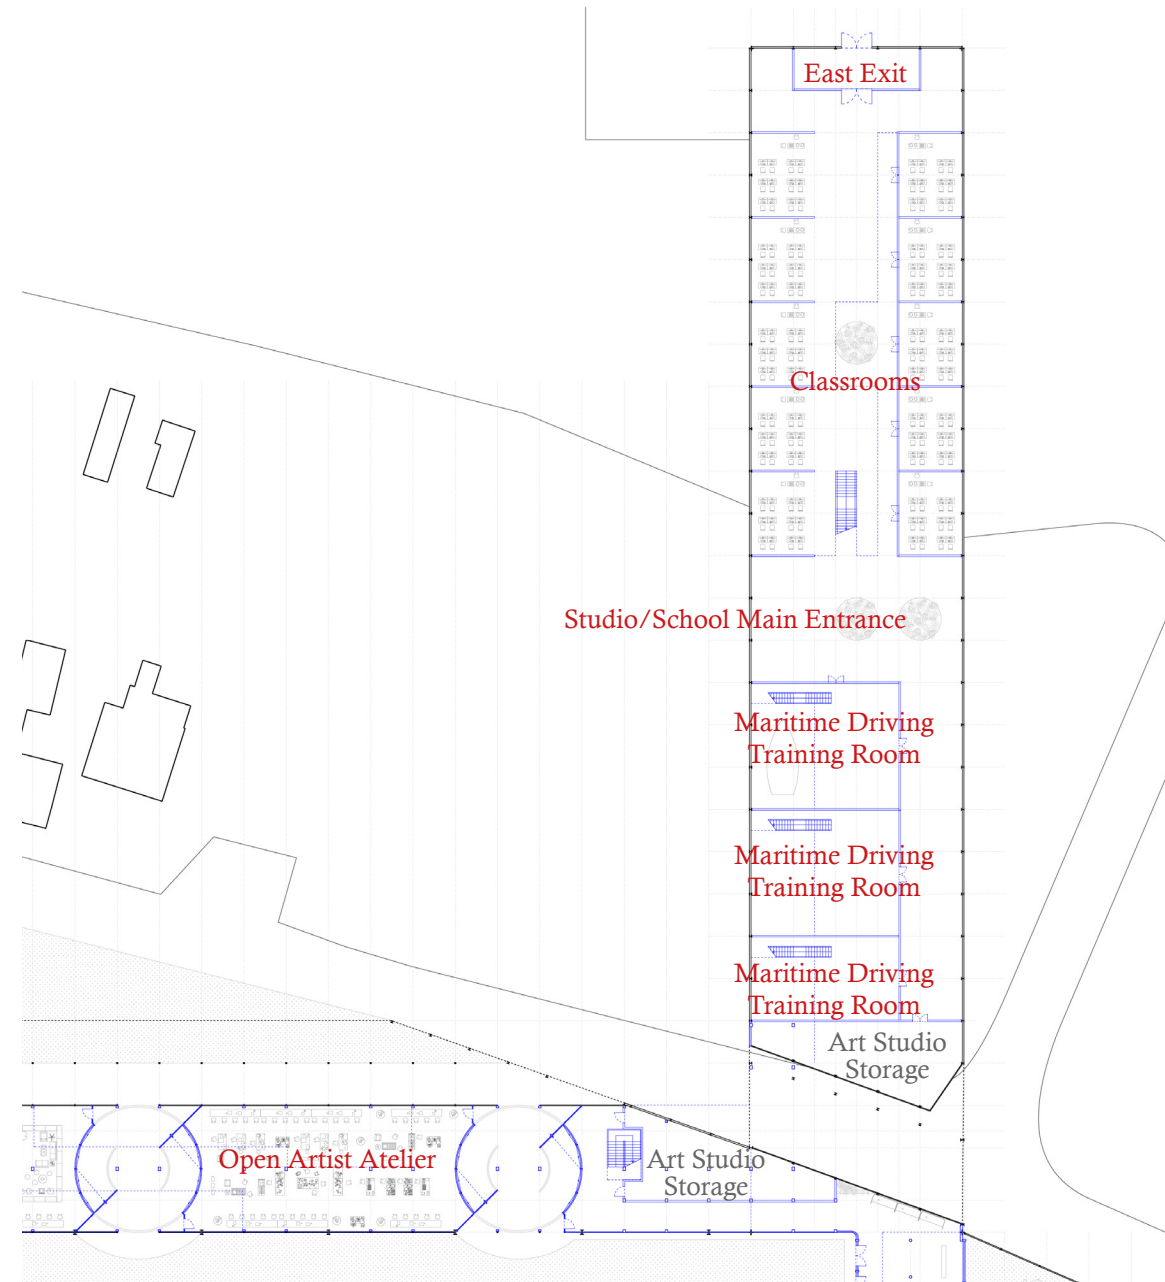 East Exit
Classrooms
Studio/School Main Entrance
Maritime Driving
Training Room
Maritime Driving
Training Room
Maritime Driving
Training Room
Art Studio
Storage
Open Artist Atelier
Art Studio
Storage